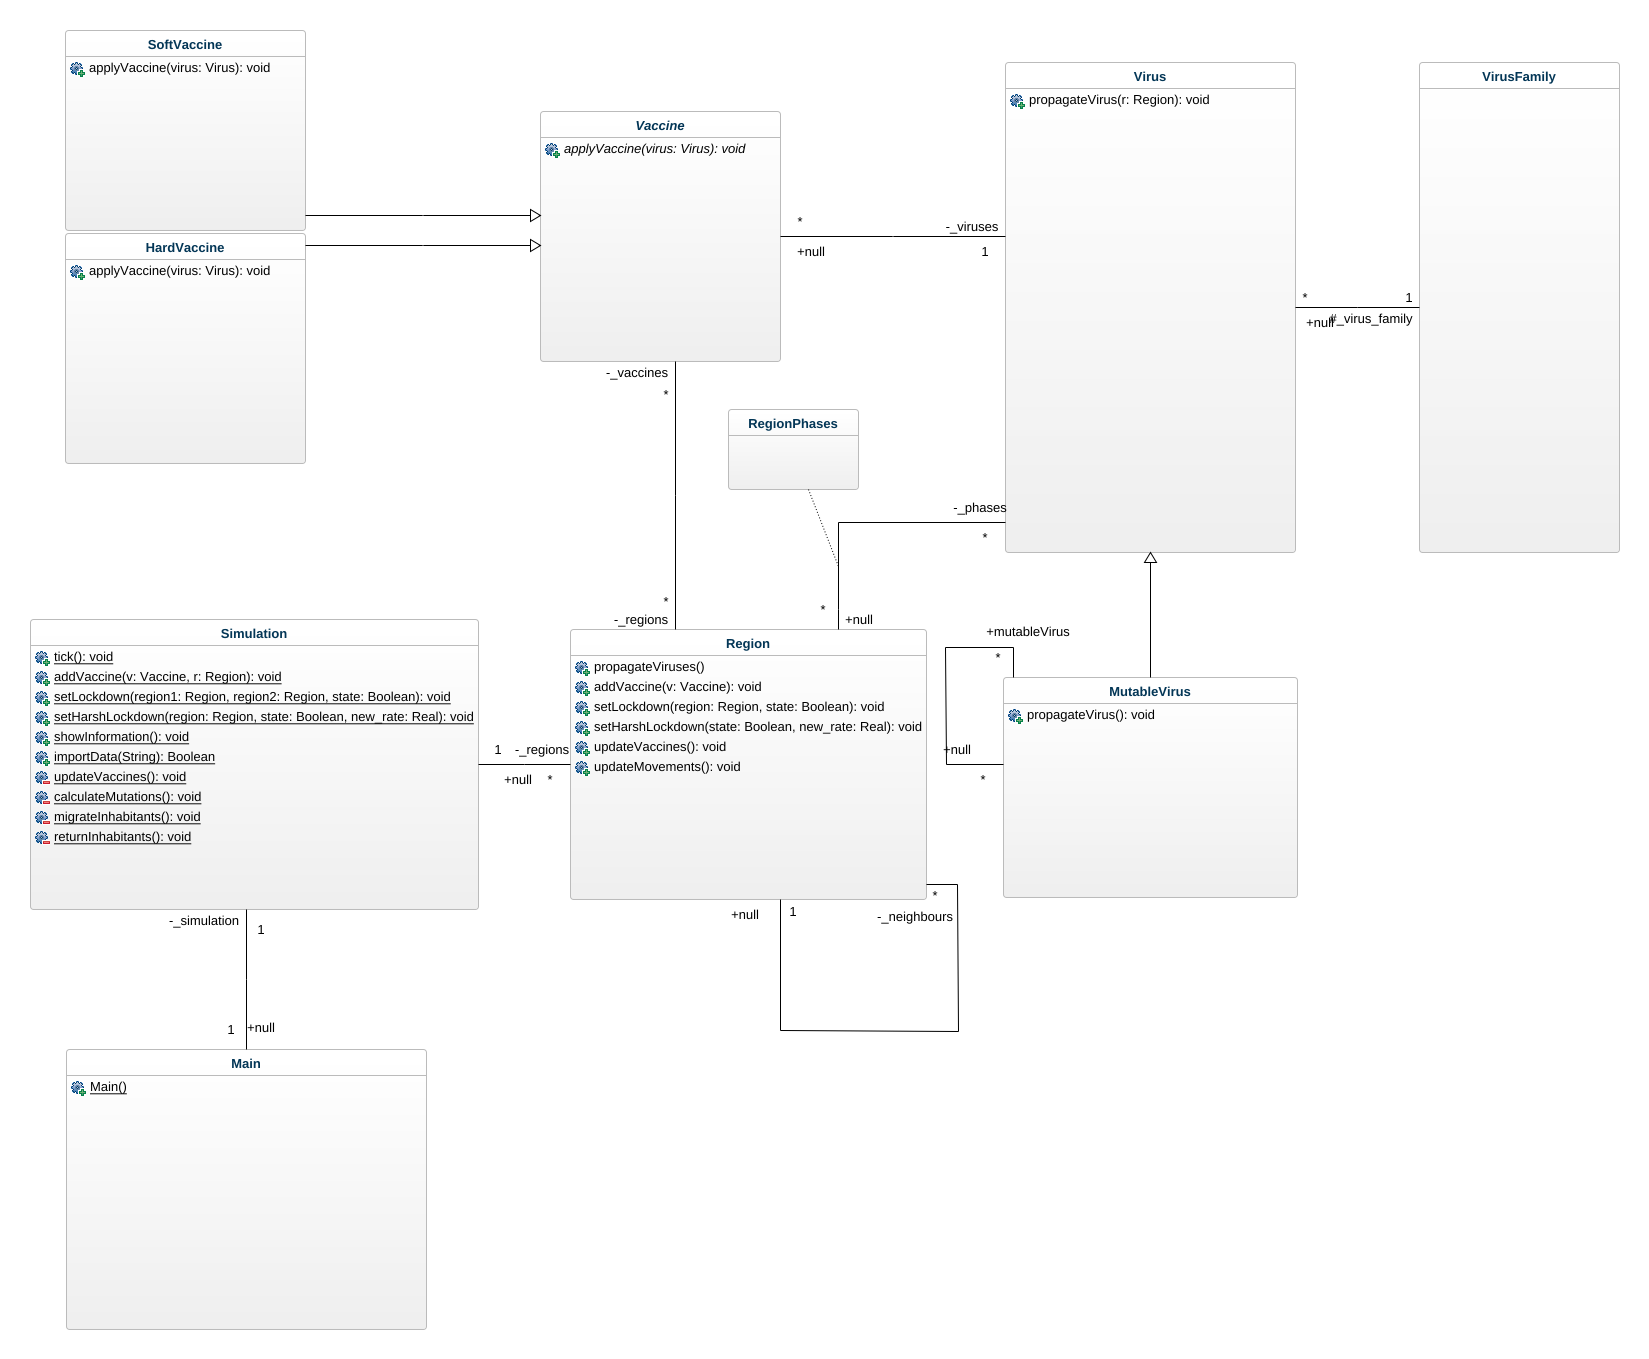 SoftVaccine
applyVaccine(virus: Virus): void
HardVaccine
applyVaccine(virus: Virus): void
Vaccine
applyVaccine(virus: Virus): void
*
-_viruses
+null
1
Virus
propagateVirus(r: Region): void
VirusFamily
*
1
+null
#_virus_family
-_vaccines
*
*
-_regions
RegionPhases
-_phases
*
*
+null
Simulation
tick(): void
addVaccine(v: Vaccine, r: Region): void
setLockdown(region1: Region, region2: Region, state: Boolean): void
setHarshLockdown(region: Region, state: Boolean, new_rate: Real): void
showInformation(): void
importData(String): Boolean
updateVaccines(): void
calculateMutations(): void
migrateInhabitants(): void
returnInhabitants(): void
1
-_regions
+null
*
Region
propagateViruses()
addVaccine(v: Vaccine): void
setLockdown(region: Region, state: Boolean): void
setHarshLockdown(state: Boolean, new_rate: Real): void
updateVaccines(): void
updateMovements(): void
+mutableVirus
*
+null
*
MutableVirus
propagateVirus(): void
*
+null
1
-_neighbours
-_simulation
1
1
+null
Main
Main()